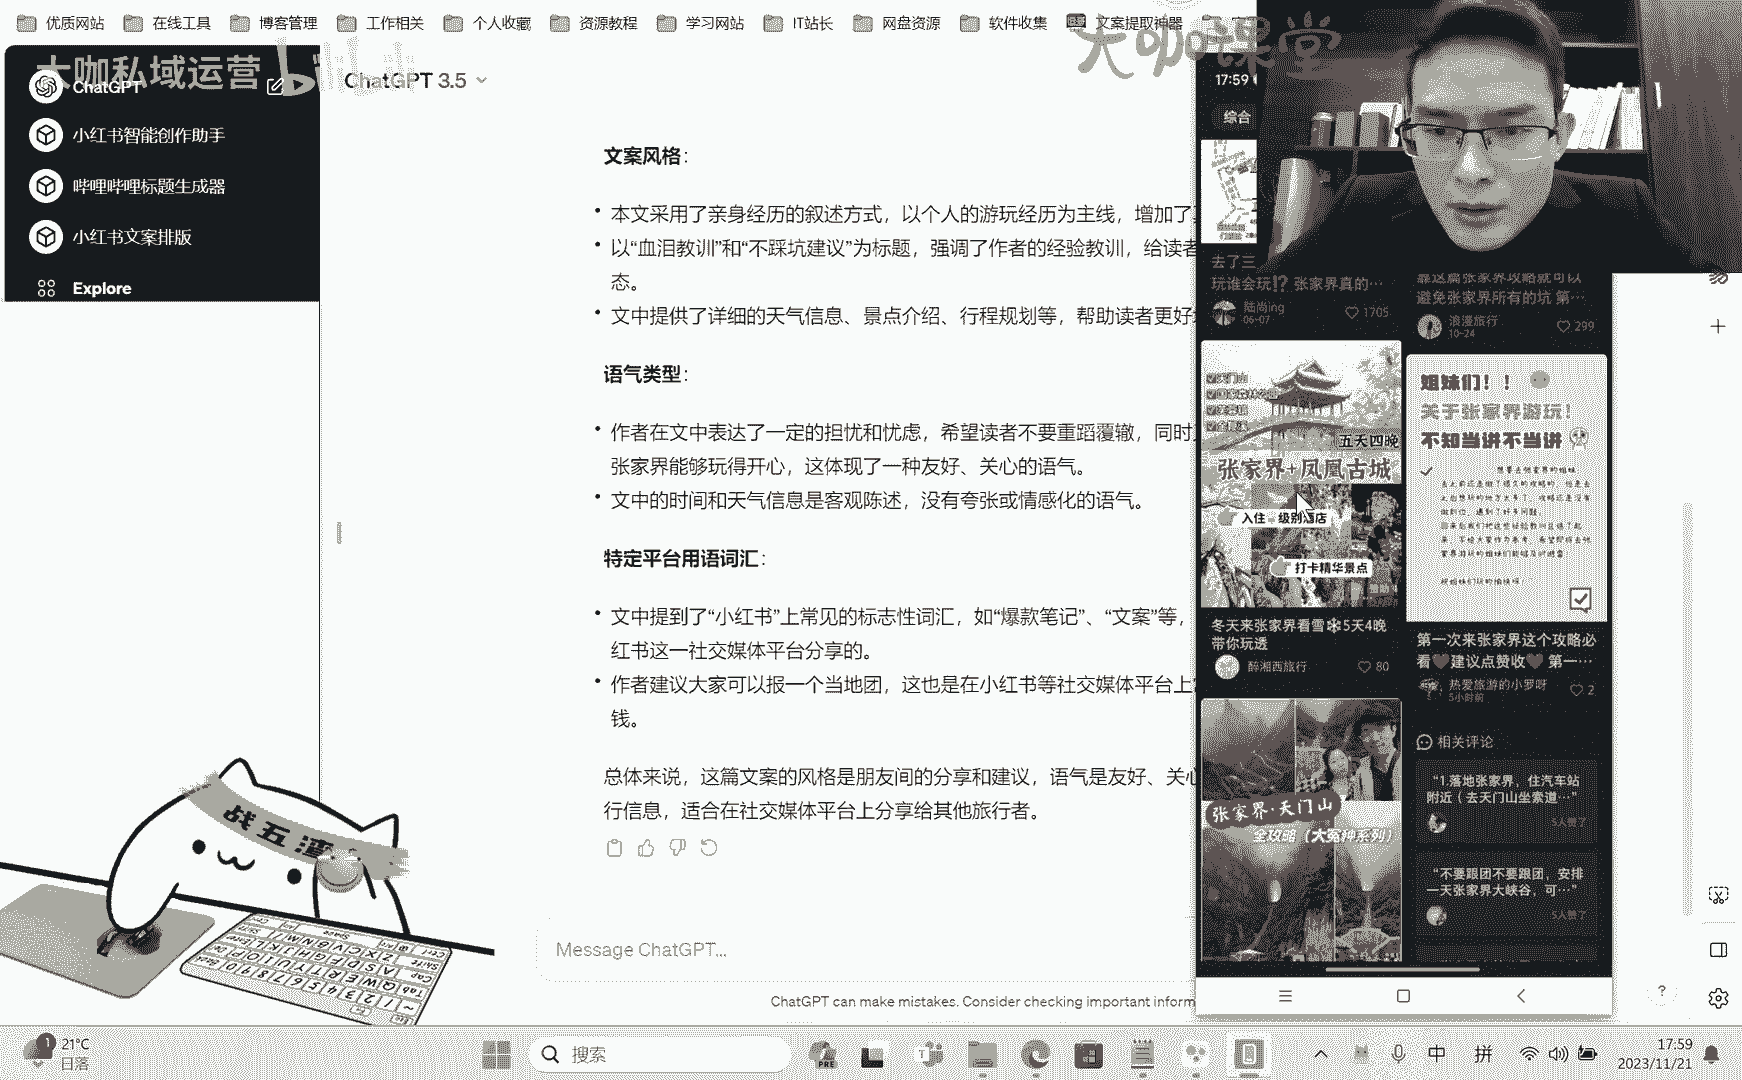 优质网站
在线工具
博客管理
工作相关
个人收藏
资源教程
学习网站
IT站长
网盘资源
软件收集
文案提取神器
大咖私域运营
大咖课堂
ChatGPT
小红书智能创作助手
哔哩哔哩标题生成器
小红书文案排版
Explore
ChatGPT 3.5
文案风格：
本文采用了亲身经历的叙述方式，以个人的游玩经历为主线，增加了
以“血泪教训”和“不踩坑建议”为标题，强调了作者的经验教训，给读者
态。
文中提供了详细的天气信息、景点介绍、行程规划等，帮助读者更好
语气类型：
作者在文中表达了一定的担忧和忧虑，希望读者不要重蹈覆辙，同时
张家界能够玩得开心，这体现了一种友好、关心的语气。
文中的时间和天气信息是客观陈述，没有夸张或情感化的语气。
特定平台用语词汇：
文中提到了“小红书”上常见的标志性词汇，如“爆款笔记”、“文案”等，
红书这一社交媒体平台分享的。
作者建议大家可以报一个当地团，这也是在小红书等社交媒体平台上
钱。
总体来说，这篇文案的风格是朋友间的分享和建议，语气是友好、关心
行信息，适合在社交媒体平台上分享给其他旅行者。
Message ChatGPT...
ChatGPT can make mistakes. Consider checking important inform
17:59
综合
去了三
玩谁会玩⁉ 张家界真的…
陆尚ing
06-07
1705
靠这篇张家界攻略就可以
避免张家界所有的坑 第…
浪漫旅行
10-24
299
五天四晚
张家界+凤凰古城
打卡精华景点
冬天来张家界看雪❄5天4晚
带你玩透
醉湘西旅行
80
姐妹们！！
关于张家界游玩！
不知当讲不当讲
第一次来张家界这个攻略必
看🖤建议点赞收🖤 第一…
热爱旅游的小罗呀
5小时前
2
张家界·天门山
全攻略（大冤种系列）
相关评论
“1.落地张家界，住汽车站
附近（去天门山坐索道…”
5人赞了
“不要跟团不要跟团，安排
一天张家界大峡谷，可…”
5人赞了
21°C
日落
搜索
中
拼
17:59
2023/11/21